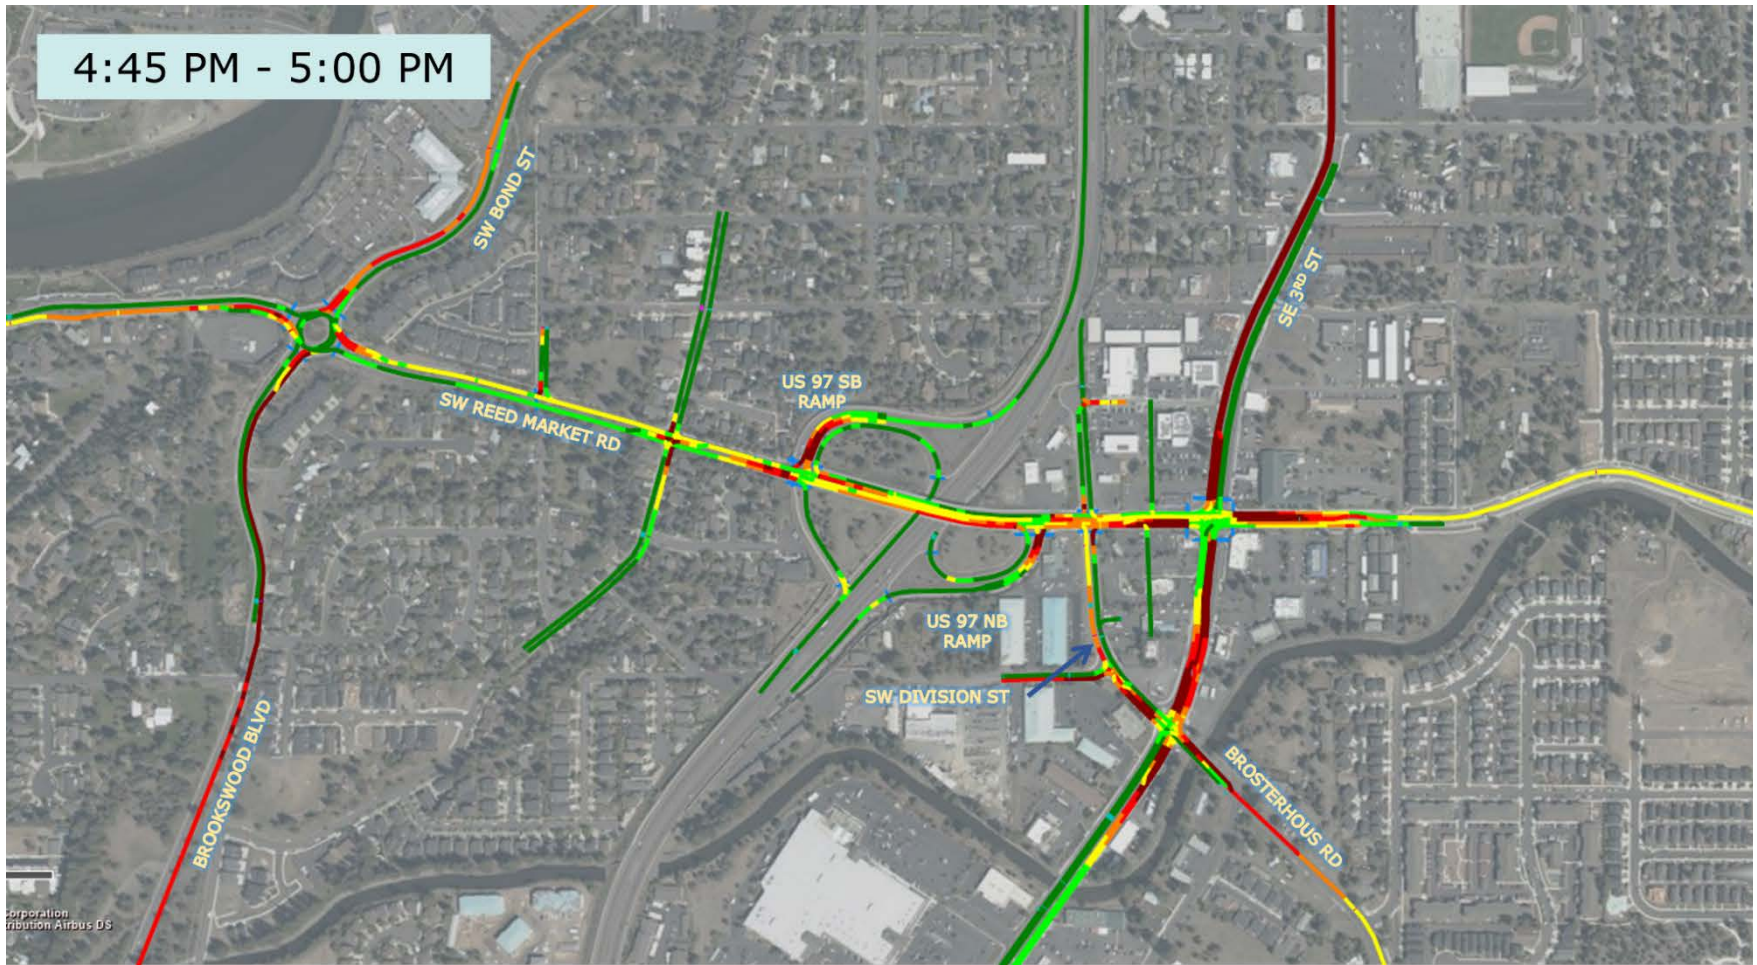 4:45 PM - 5:00 PM
SW BOND ST
SE 3RD ST
US 97 SB
RAMP
SW REED MARKET RD
US 97 NB
RAMP
SW DIVISION ST
BROOKSWOOD BLVD
BROSTERHOUS RD
Corporation
tribution Airbus DS